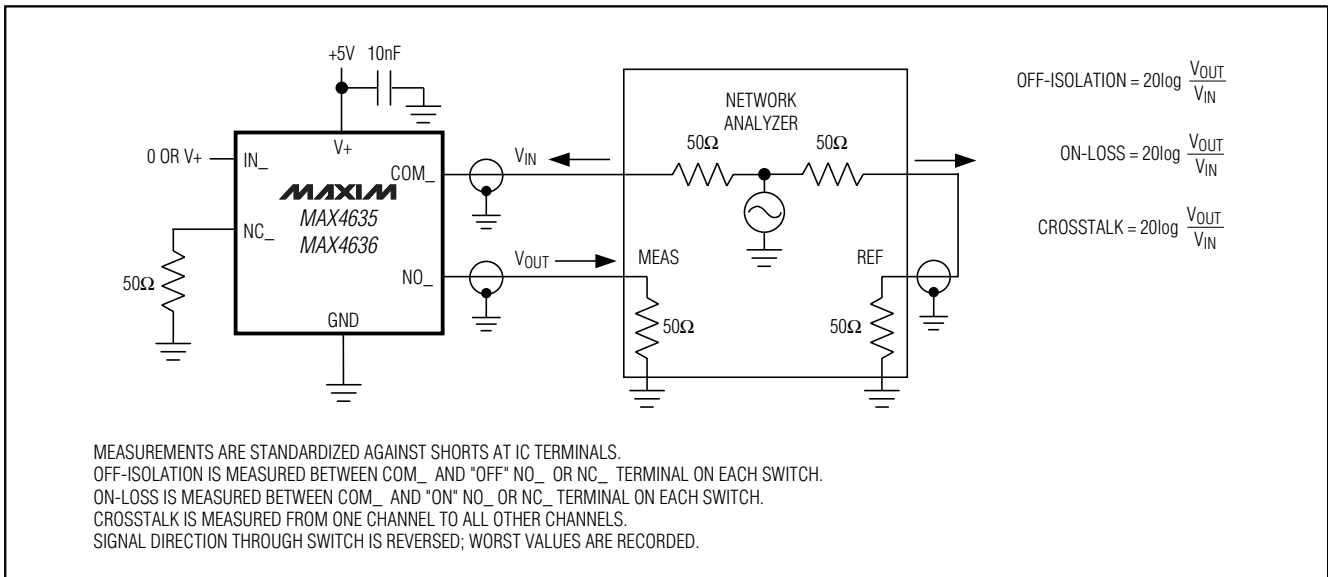 +5V
10nF
V+
0 OR V+
IN_
COM_
MAXIM
MAX4635
MAX4636
NC_
NO_
50Ω
GND
VIN
VOUT
NETWORK
ANALYZER
50Ω
50Ω
MEAS
REF
50Ω
50Ω
OFF-ISOLATION = 20log VOUT
VIN
ON-LOSS = 20log VOUT
VIN
CROSSTALK = 20log VOUT
VIN
MEASUREMENTS ARE STANDARDIZED AGAINST SHORTS AT IC TERMINALS.
OFF-ISOLATION IS MEASURED BETWEEN COM_ AND "OFF" NO_ OR NC_ TERMINAL ON EACH SWITCH.
ON-LOSS IS MEASURED BETWEEN COM_ AND "ON" NO_ OR NC_ TERMINAL ON EACH SWITCH.
CROSSTALK IS MEASURED FROM ONE CHANNEL TO ALL OTHER CHANNELS.
SIGNAL DIRECTION THROUGH SWITCH IS REVERSED; WORST VALUES ARE RECORDED.